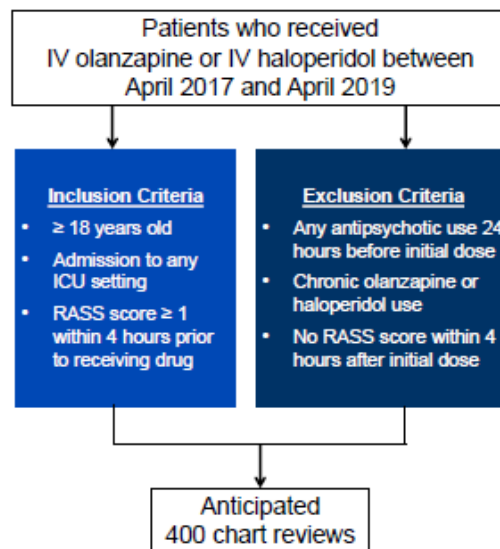 Patients who received
IV olanzapine or IV haloperidol between
April 2017 and April 2019
Inclusion Criteria
• ≥ 18 years old
• Admission to any
ICU setting
• RASS score ≥ 1
within 4 hours prior
to receiving drug
Exclusion Criteria
• Any antipsychotic use 24
hours before initial dose
• Chronic olanzapine or
haloperidol use
• No RASS score within 4
hours after initial dose
Anticipated
400 chart reviews